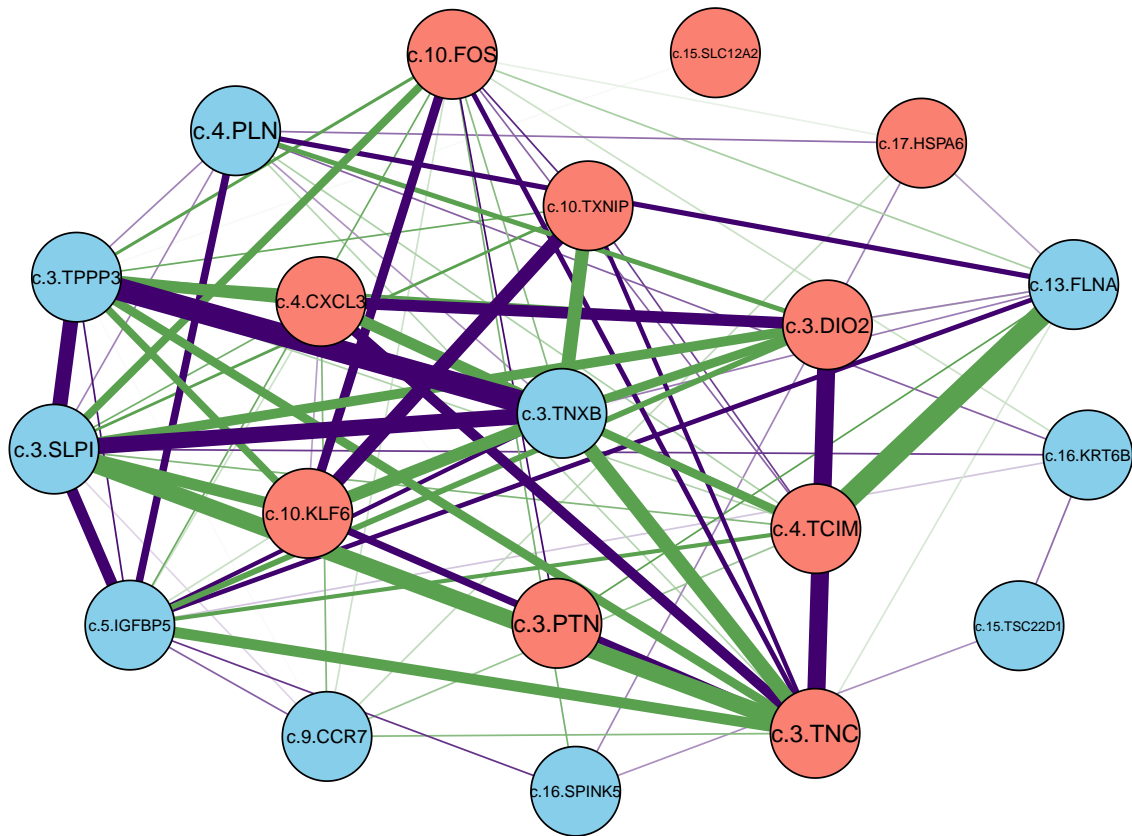 c.15.SLC12A2
c.10.FOS
c.4.PLN
c.17.HSPA6
c.10.TXNIP
c.3.TPPP3
c.13.FLNA
c.4.CXCL3
c.3.DIO2
c.3.TNXB
c.3.SLPI
c.16.KRT6B
c.10.KLF6
c.4.TCIM
c.5.IGFBP5
c.3.PTN
c.15.TSC22D1
c.3.TNC
c.9.CCR7
c.16.SPINK5